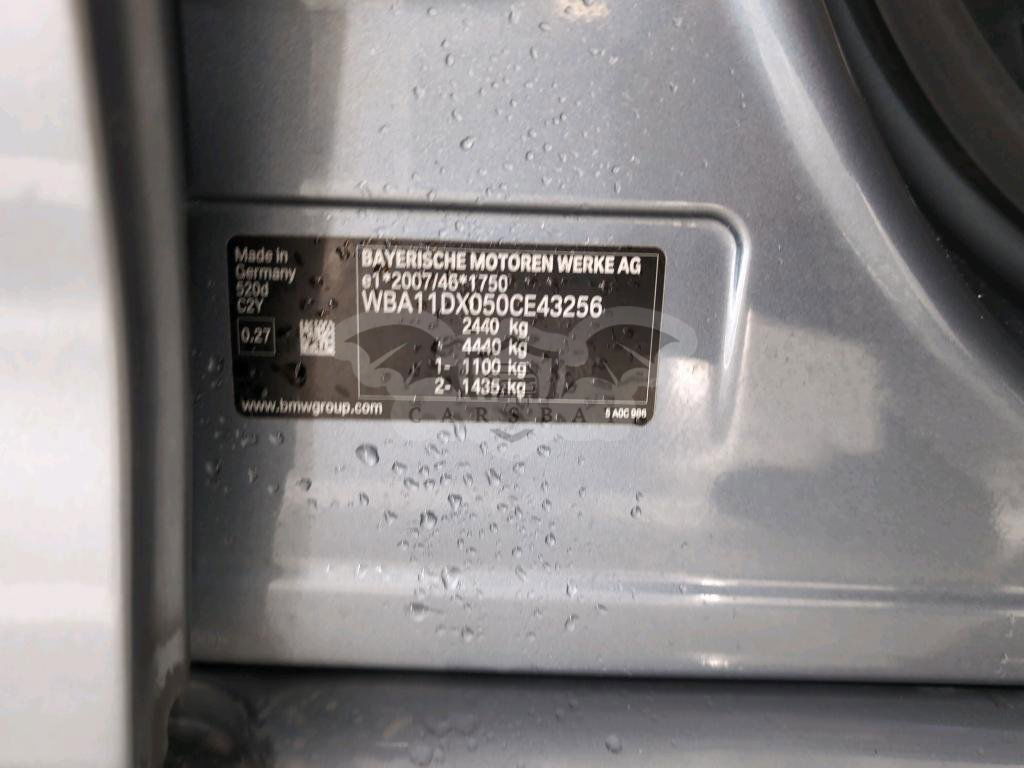 Made in
Germany
520d
C2Y
0.27
www.bmwgroup.com
BAYERISCHE MOTOREN WERKE AG
e1*2007/46*1750
WBA11DX050CE43256
2440 kg
4440 kg
1- 1100 kg
2- 1435 kg
CARSBAT